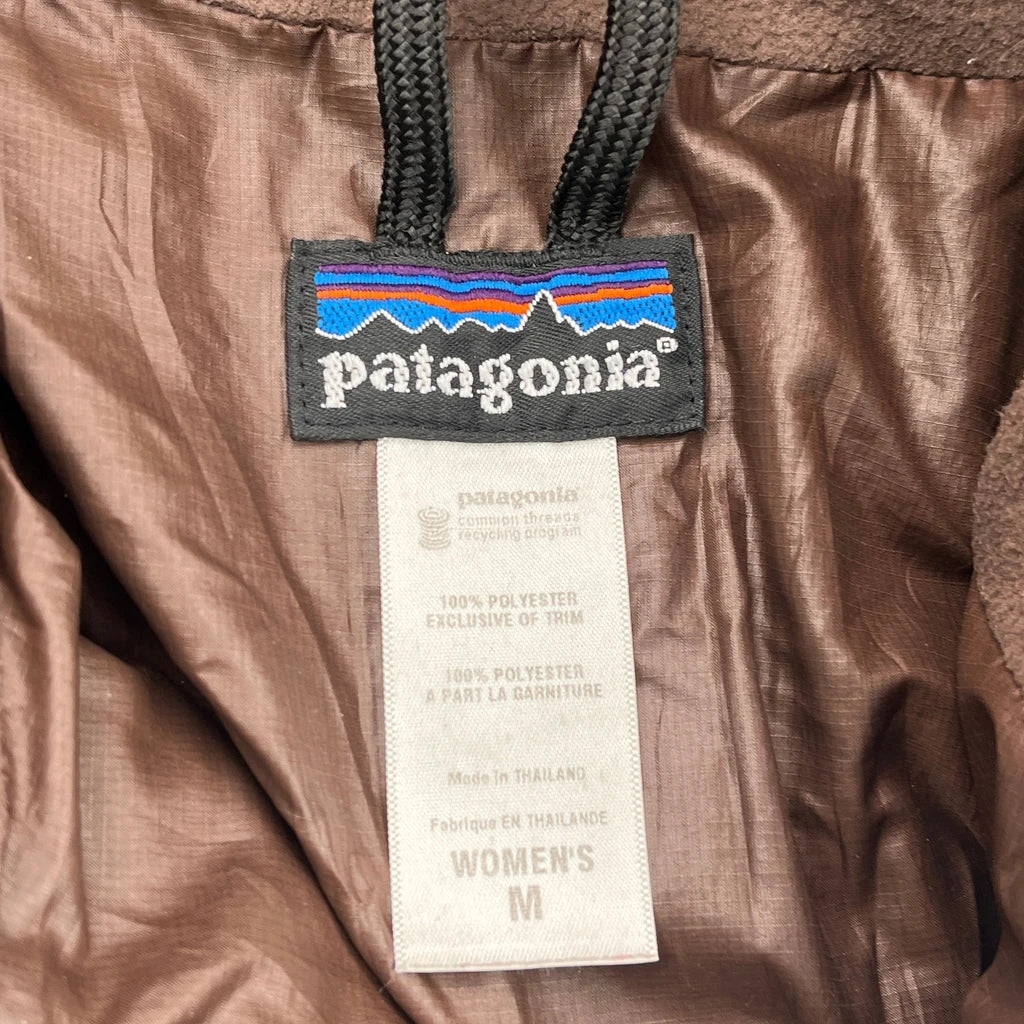 patagonia®
patagonia®
common threads
recycling program
100% POLYESTER
EXCLUSIVE OF TRIM
100% POLYESTER
A PART LA GARNITURE
Made in THAILAND
Fabrique EN THAILANDE
WOMEN'S
M